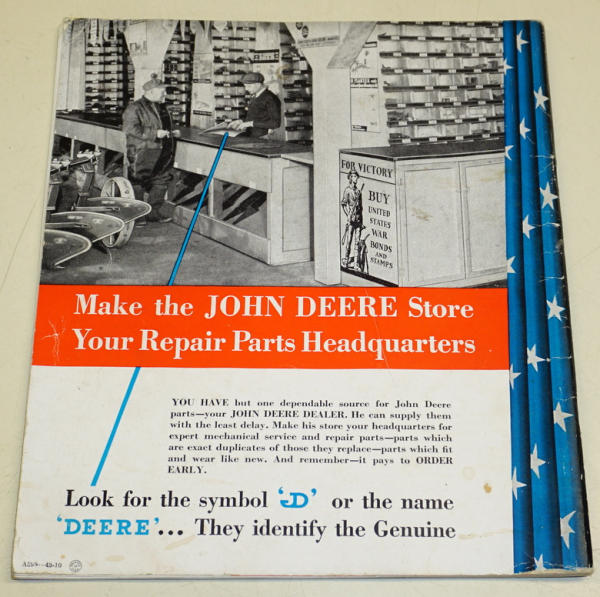 FOR VICTORY
BUY
UNITED
STATES
WAR
BONDS
AND
STAMPS
Make the JOHN DEERE Store
Your Repair Parts Headquarters
YOU HAVE but one dependable source for John Deere
parts—your JOHN DEERE DEALER. He can supply them
with the least delay. Make his store your headquarters for
expert mechanical service and repair parts—parts which
are exact duplicates of those they replace—parts which fit
and wear like new. And remember—it pays to ORDER
EARLY.
Look for the symbol 'JD' or the name
'DEERE'... They identify the Genuine